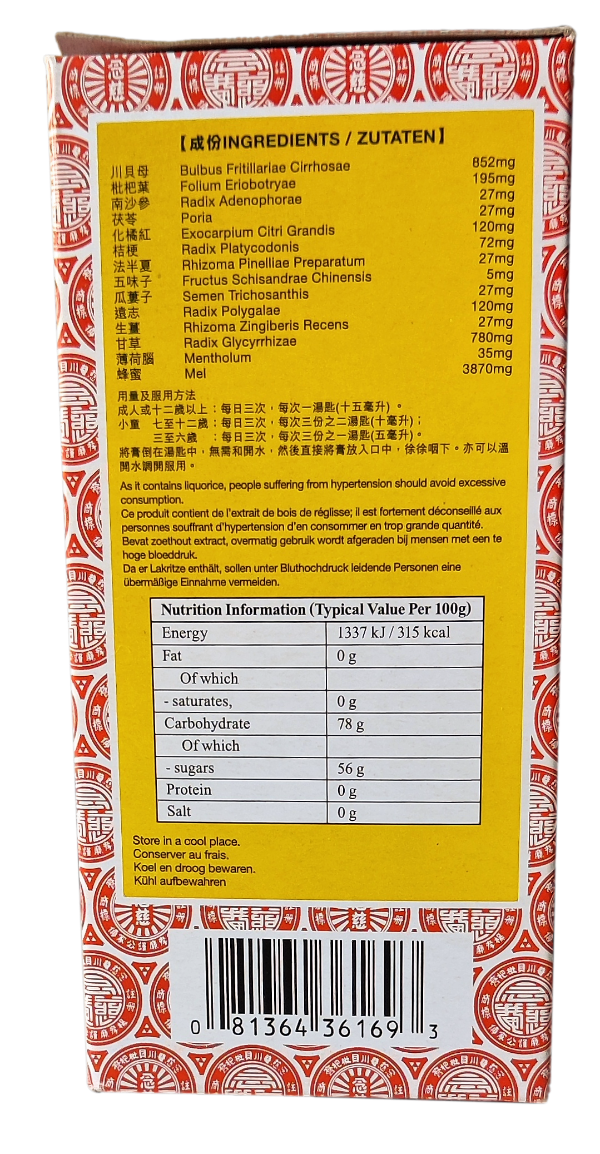 【成份INGREDIENTS / ZUTATEN】
川貝母 Bulbus Fritillariae Cirrhosae 852mg
枇杷葉 Folium Eriobotryae 195mg
南沙參 Radix Adenophorae 27mg
茯苓 Poria 27mg
化橘紅 Exocarpium Citri Grandis 120mg
桔梗 Radix Platycodonis 72mg
法半夏 Rhizoma Pinelliae Preparatum 27mg
五味子 Fructus Schisandrae Chinensis 5mg
瓜蔞子 Semen Trichosanthis 27mg
遠志 Radix Polygalae 120mg
生薑 Rhizoma Zingiberis Recens 27mg
甘草 Radix Glycyrrhizae 780mg
薄荷腦 Mentholum 35mg
蜂蜜 Mel 3870mg
用量及服用方法
成人或十二歲以上：每日三次，每次一湯匙(十五毫升)。
小童 七至十二歲：每日三次，每次三份之二湯匙(十毫升)；
三至六歲 ：每日三次，每次三份之一湯匙(五毫升)。
將膏倒在湯匙中，無需和開水，然後直接將膏放入口中，徐徐咽下。亦可以溫
開水調開服用。
As it contains liquorice, people suffering from hypertension should avoid excessive
consumption.
Ce produit contient de l'extrait de bois de réglisse; il est fortement déconseillé aux
personnes souffrant d'hypertension d'en consommer en trop grande quantité.
Bevat zoethout extract, overmatig gebruik wordt afgeraden bij mensen met een te
hoge bloeddruk.
Da er Lakritze enthält, sollen unter Bluthochdruck leidende Personen eine
übermäßige Einnahme vermeiden.
Nutrition Information (Typical Value Per 100g)
Energy 1337 kJ / 315 kcal
Fat 0 g
Of which
- saturates, 0 g
Carbohydrate 78 g
Of which
- sugars 56 g
Protein 0 g
Salt 0 g
Store in a cool place.
Conserver au frais.
Koel en droog bewaren.
Kühl aufbewahren
0 81364 36169 3